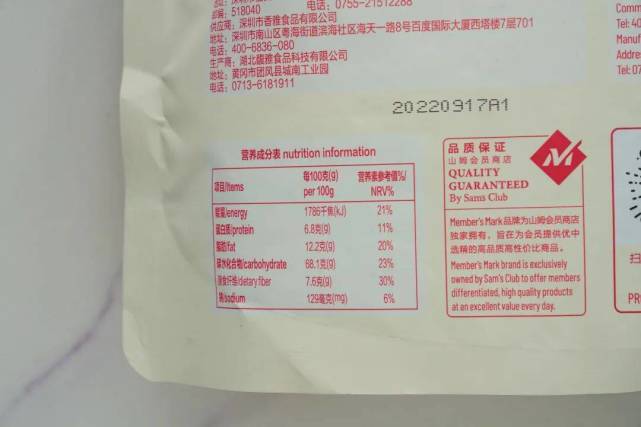 518040
电话：0755-21512288
供应商：深圳市香雅食品有限公司
地址：深圳市南山区粤海街道滨海社区海天一路8号百度国际大厦西塔楼7层701
电话：400-6836-080
生产商：湖北馥雅食品科技有限公司
地址：黄冈市团风县城南工业园
电话：0713-6181911
20220917A1
营养成分表 nutrition information
项目/Items 每100克(g) per 100g 营养素参考值%/ NRV%
能量/energy 1786千焦(kJ) 21%
蛋白质/protein 6.8克(g) 11%
脂肪/fat 12.2克(g) 20%
碳水化合物/carbohydrate 68.1克(g) 23%
膳食纤维/dietary fiber 7.6克(g) 30%
钠/sodium 129毫克(mg) 6%
品质保证
山姆会员商店
QUALITY
GUARANTEED
By Sams Club
Member's Mark品牌为山姆会员商店
独家拥有，旨在为会员提供优中
选精的高品质高性价比商品。
Member's Mark brand is exclusively
owned by Sam's Club to offer members
differentiated, high quality products
at an excellent value every day.
Comm
Tel: 40
Manuf
Addre
Tel: 07
扫
PR